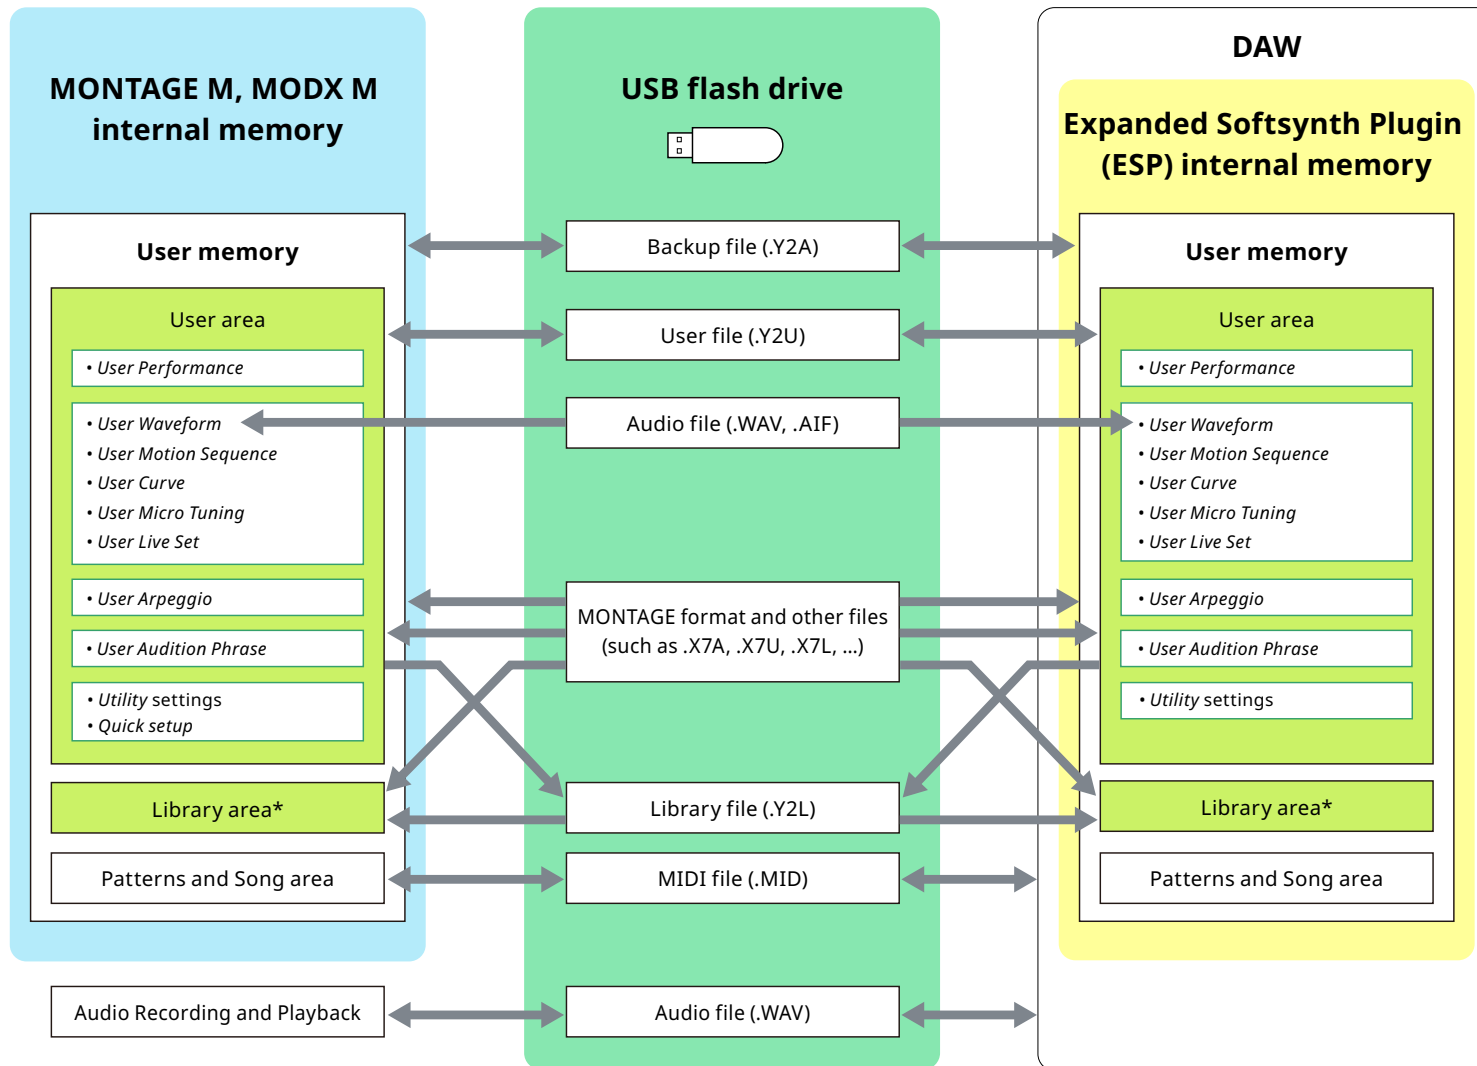 MONTAGE M, MODX M
internal memory
User memory
User area
• User Performance
• User Waveform
• User Motion Sequence
• User Curve
• User Micro Tuning
• User Live Set
• User Arpeggio
• User Audition Phrase
• Utility settings
• Quick setup
Library area*
Patterns and Song area
Audio Recording and Playback
USB flash drive
Backup file (.Y2A)
User file (.Y2U)
Audio file (.WAV, .AIF)
MONTAGE format and other files
(such as .X7A, .X7U, .X7L, ...)
Library file (.Y2L)
MIDI file (.MID)
Audio file (.WAV)
DAW
Expanded Softsynth Plugin
(ESP) internal memory
User memory
User area
• User Performance
• User Waveform
• User Motion Sequence
• User Curve
• User Micro Tuning
• User Live Set
• User Arpeggio
• User Audition Phrase
• Utility settings
Library area*
Patterns and Song area